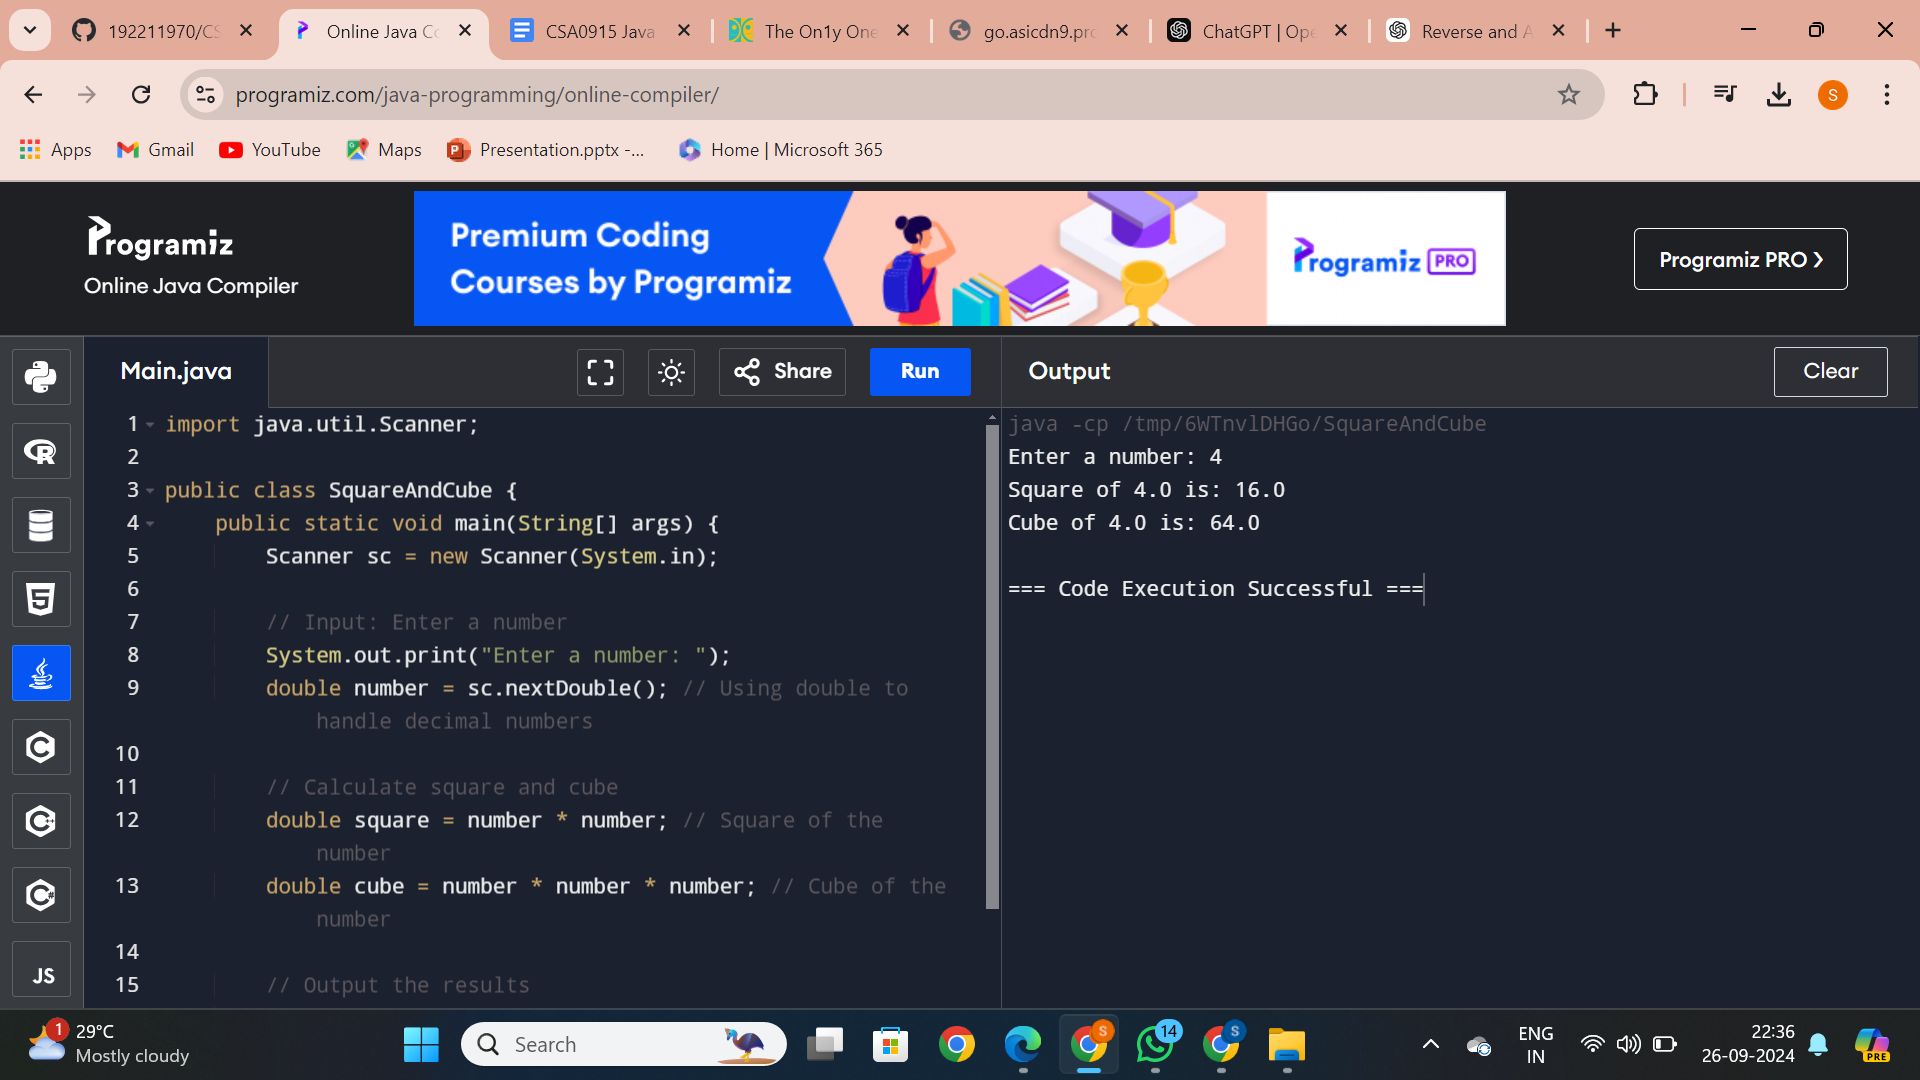 192211970/CS
Online Java Co
CSA0915 Java
The On1y One
go.asicdn9.pro
ChatGPT | Ope
Reverse and A
programiz.com/java-programming/online-compiler/
S
Apps
Gmail
YouTube
Maps
Presentation.pptx -...
Home | Microsoft 365
Programiz
Online Java Compiler
Premium Coding
Courses by Programiz
Programiz PRO
Programiz PRO ❯
Main.java
Share
Run
Output
Clear
1 import java.util.Scanner;
2
3 public class SquareAndCube {
4 public static void main(String[] args) {
5 Scanner sc = new Scanner(System.in);
6
7 // Input: Enter a number
8 System.out.print("Enter a number: ");
9 double number = sc.nextDouble(); // Using double to
handle decimal numbers
10
11 // Calculate square and cube
12 double square = number * number; // Square of the
number
13 double cube = number * number * number; // Cube of the
number
14
15 // Output the results
java -cp /tmp/6WTnvlDHGo/SquareAndCube
Enter a number: 4
Square of 4.0 is: 16.0
Cube of 4.0 is: 64.0
=== Code Execution Successful ===
R
5
C
C++
C#
JS
1
29°C
Mostly cloudy
Search
S
14
S
ENG
IN
22:36
26-09-2024
PRE